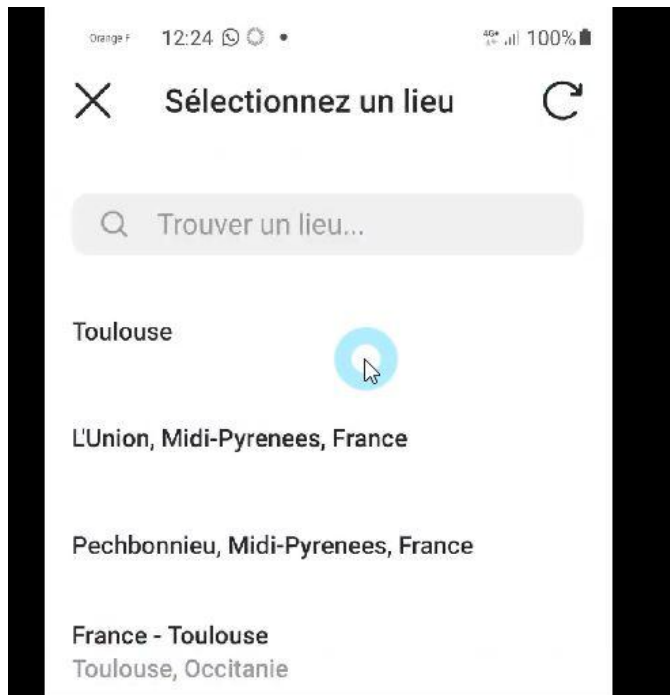 Orange F 12:24 4G+ 100%
Sélectionnez un lieu
Trouver un lieu...
Toulouse
L'Union, Midi-Pyrenees, France
Pechbonnieu, Midi-Pyrenees, France
France - Toulouse
Toulouse, Occitanie